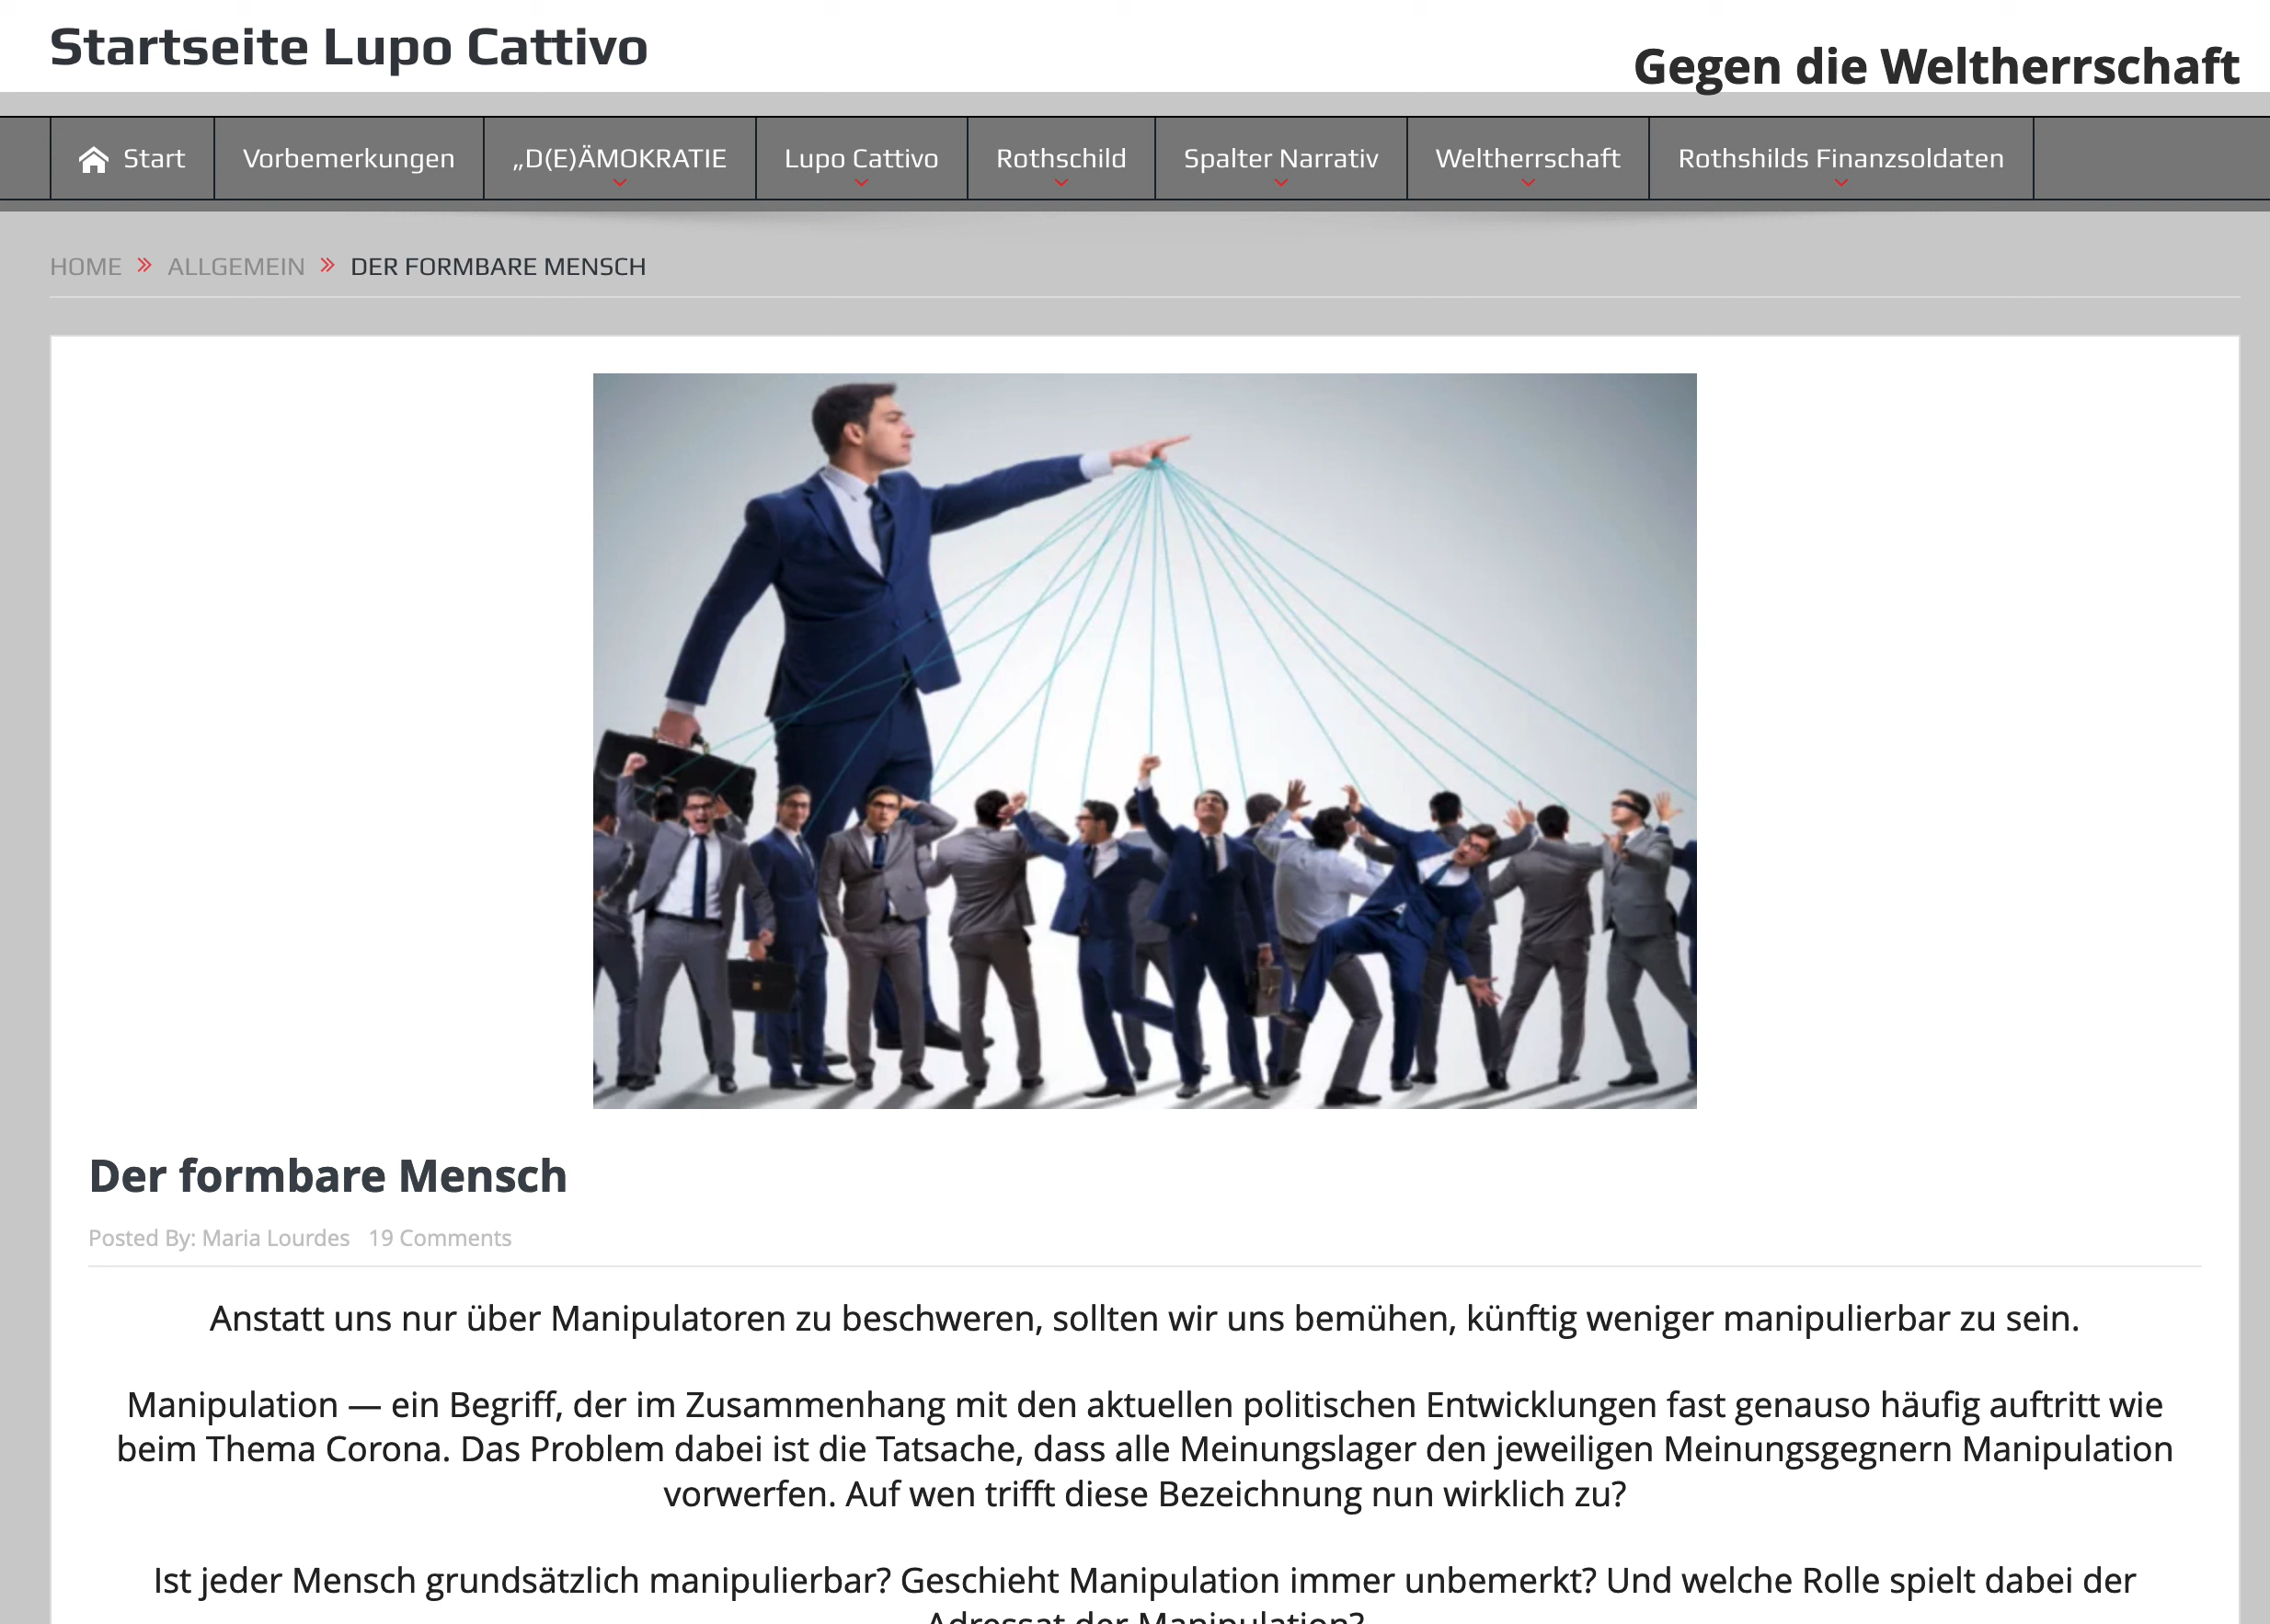 Startseite Lupo Cattivo
Gegen die Weltherrschaft
Start
Vorbemerkungen
„D(E)ÄMOKRATIE
Lupo Cattivo
Rothschild
Spalter Narrativ
Weltherrschaft
Rothshilds Finanzsoldaten
HOME
ALLGEMEIN
DER FORMBARE MENSCH
Der formbare Mensch
Posted By: Maria Lourdes 19 Comments
Anstatt uns nur über Manipulatoren zu beschweren, sollten wir uns bemühen, künftig weniger manipulierbar zu sein.
Manipulation — ein Begriff, der im Zusammenhang mit den aktuellen politischen Entwicklungen fast genauso häufig auftritt wie
beim Thema Corona. Das Problem dabei ist die Tatsache, dass alle Meinungslager den jeweiligen Meinungsgegnern Manipulation
vorwerfen. Auf wen trifft diese Bezeichnung nun wirklich zu?
Ist jeder Mensch grundsätzlich manipulierbar? Geschieht Manipulation immer unbemerkt? Und welche Rolle spielt dabei der
Adressat der Manipulation?